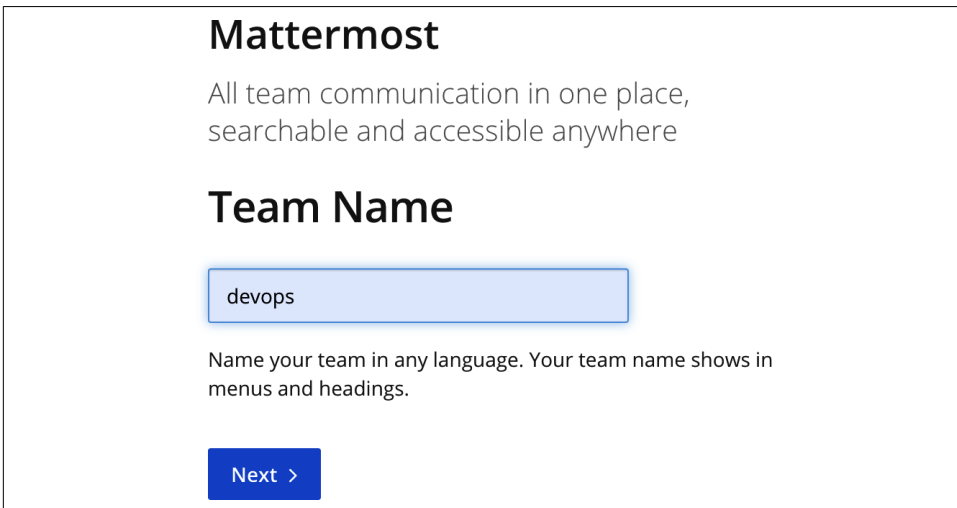 Mattermost
All team communication in one place,
searchable and accessible anywhere
Team Name
devops
Name your team in any language. Your team name shows in
menus and headings.
Next >